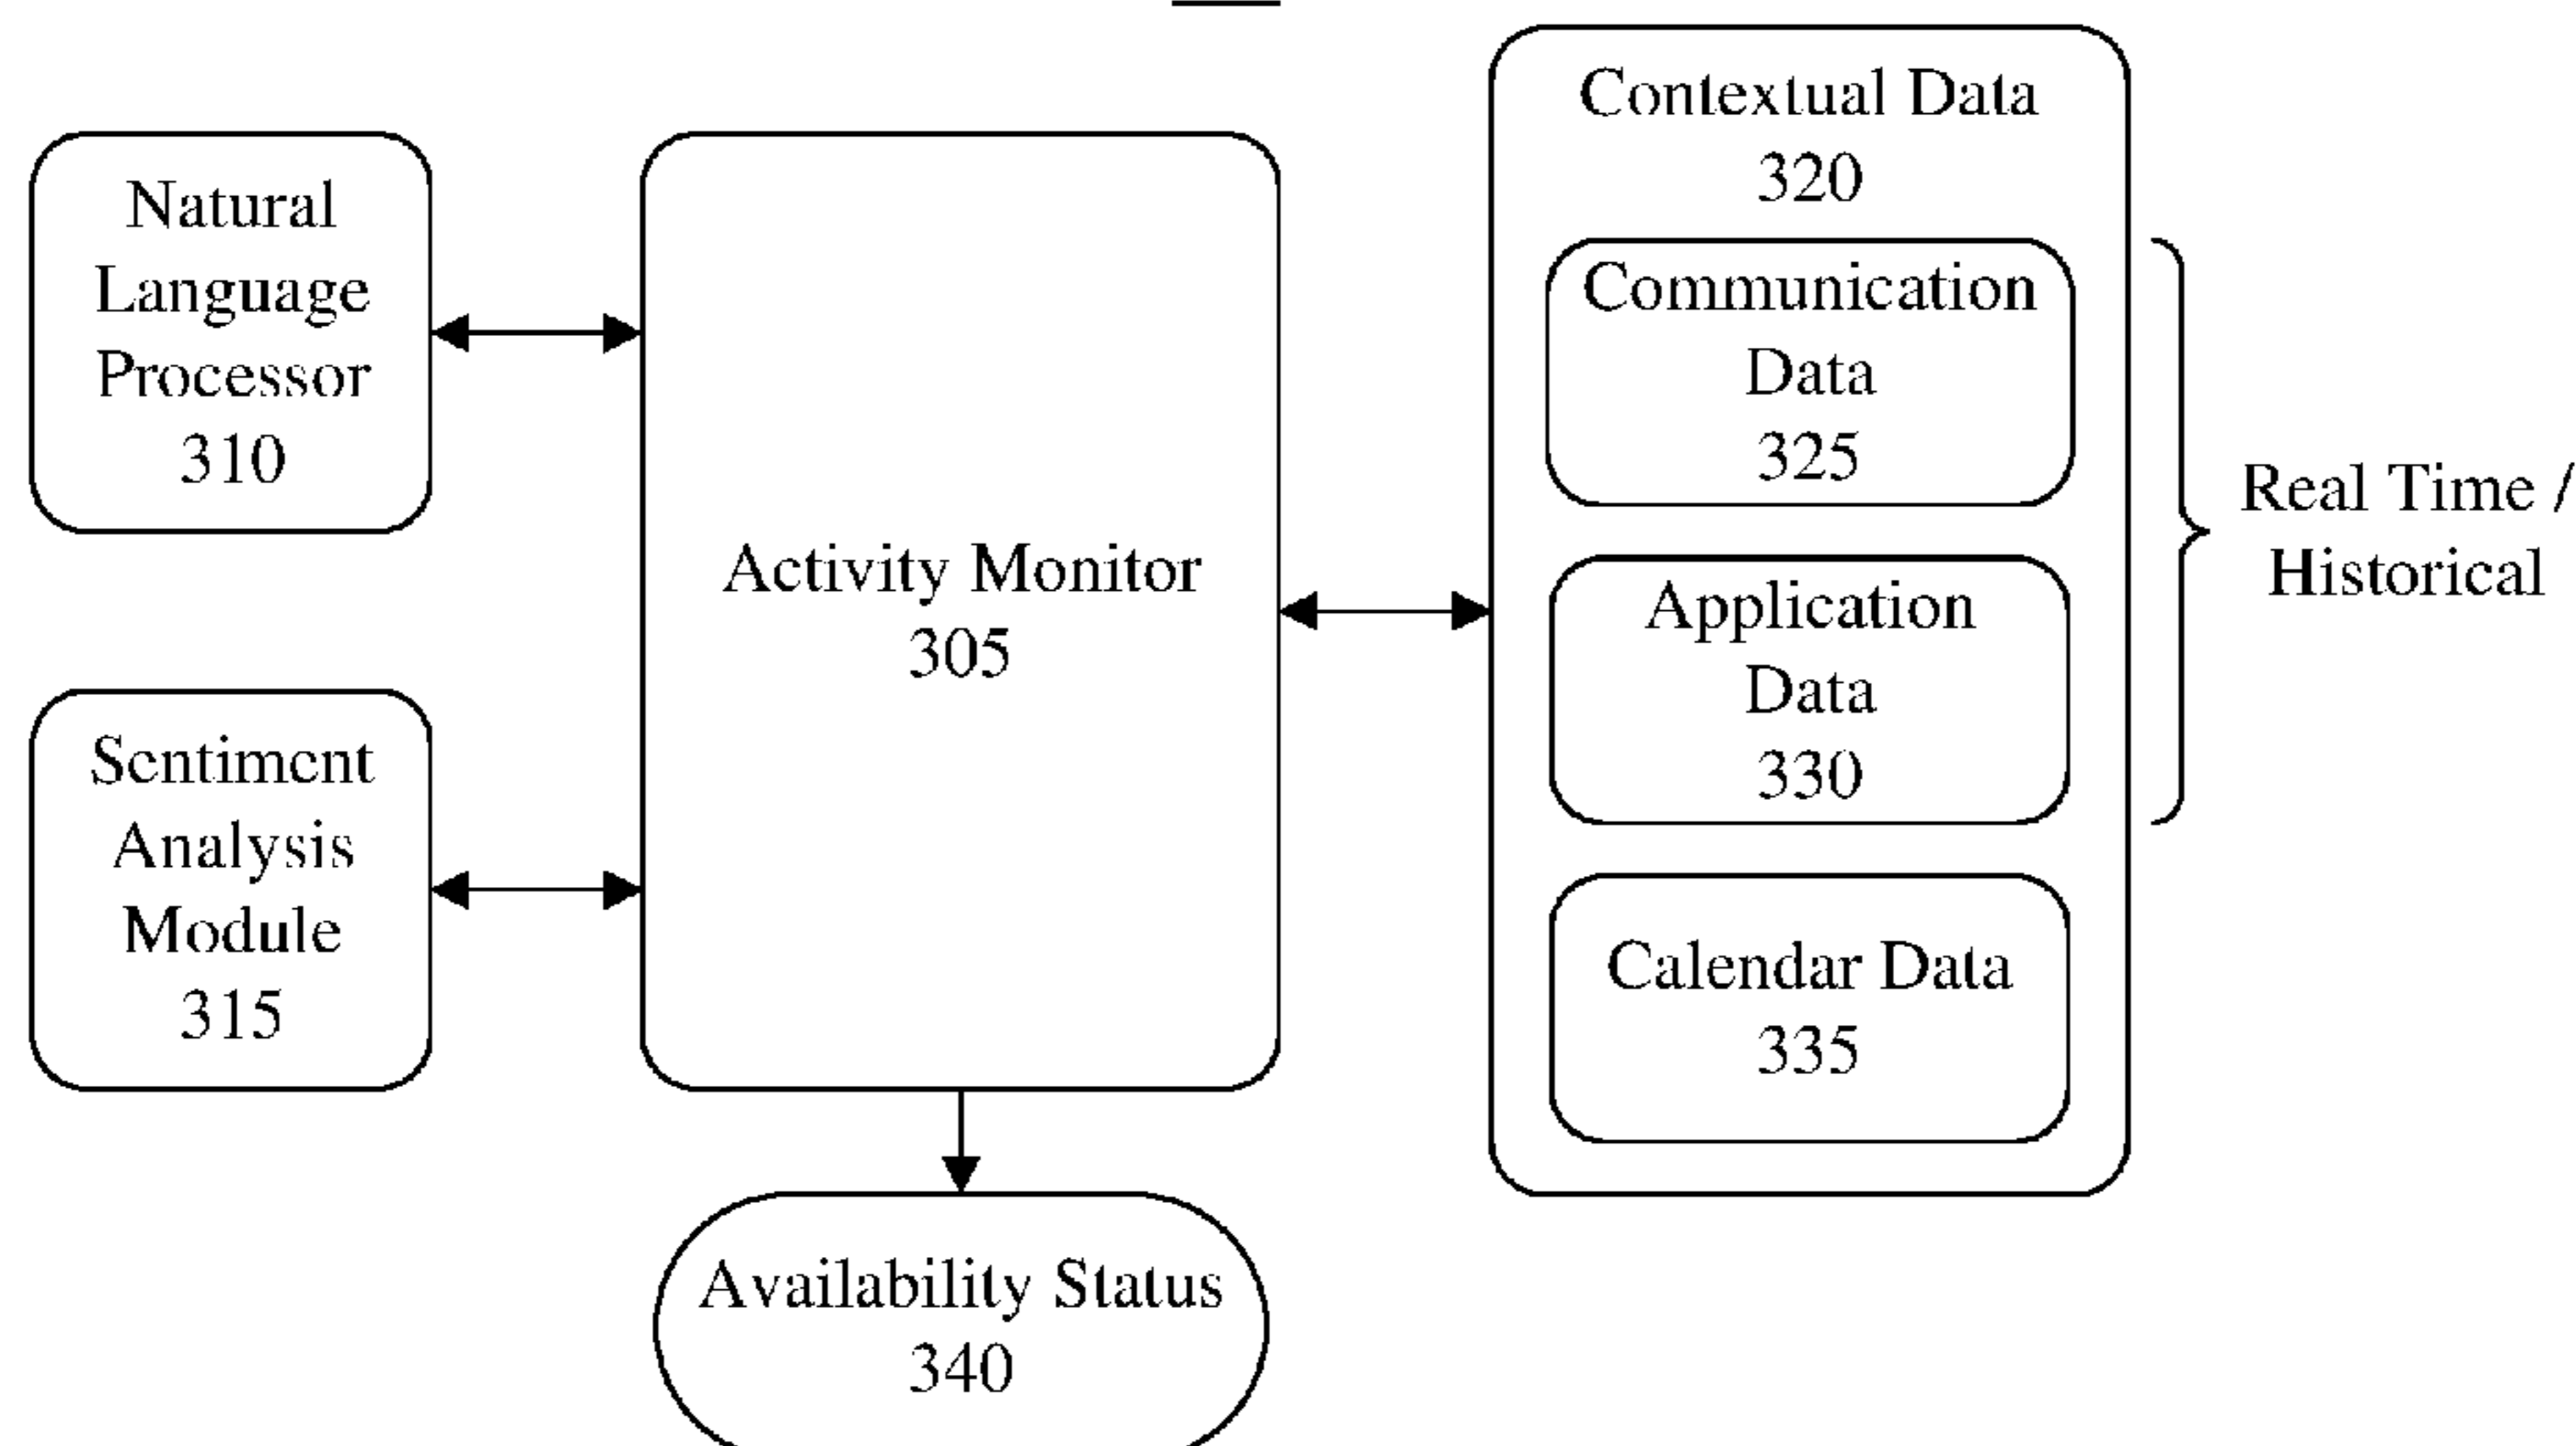 Natural
Language
Processor
310
Sentiment
Analysis
Module
315
Activity Monitor
305
Availability Status
340
Contextual Data
320
Communication
Data
325
Application
Data
330
Calendar Data
335
Real Time /
Historical